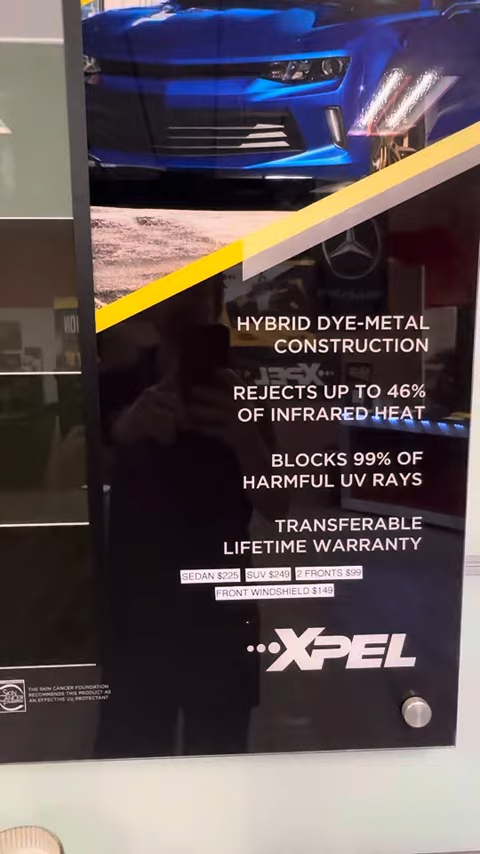 HYBRID DYE-METAL
CONSTRUCTION
REJECTS UP TO 46%
OF INFRARED HEAT
BLOCKS 99% OF
HARMFUL UV RAYS
TRANSFERABLE
LIFETIME WARRANTY
SEDAN $225 SUV $249 2 FRONTS $99
FRONT WINDSHIELD $149
XPEL
SKIN CANCER
THE SKIN CANCER FOUNDATION
RECOMMENDS THIS PRODUCT AS
AN EFFECTIVE UV PROTECTANT